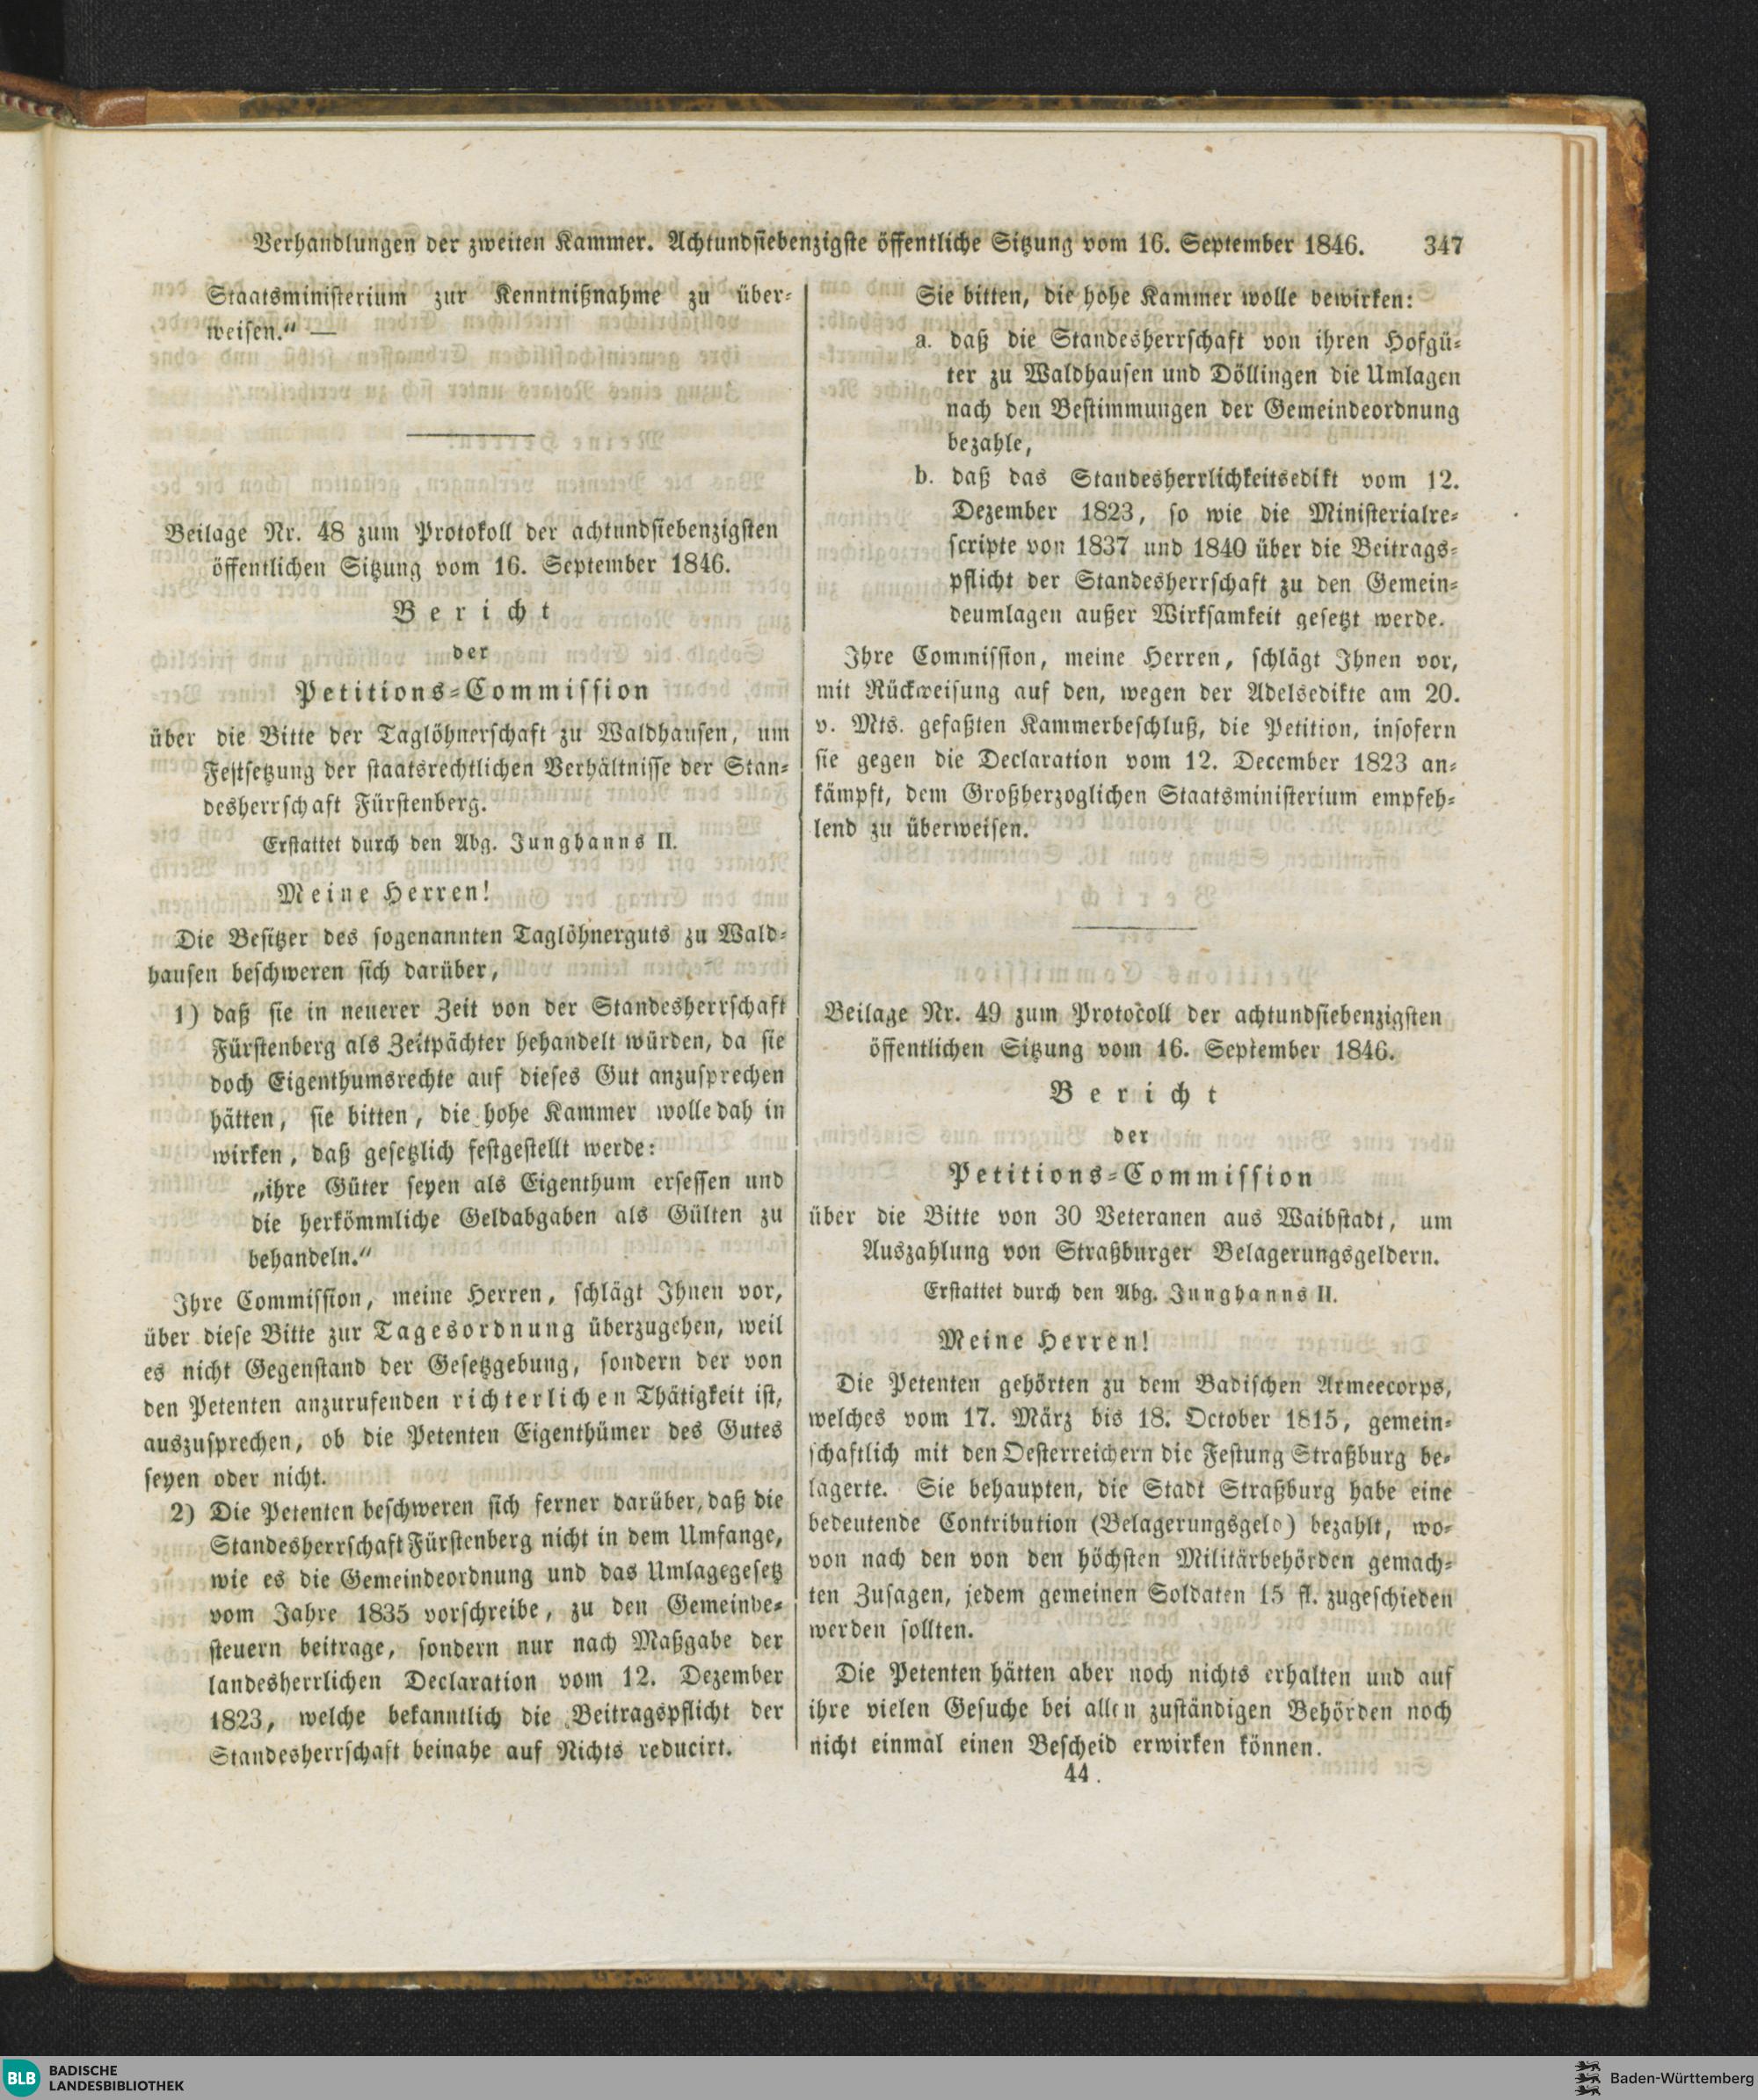 Verhandlungen der zweiten Kammer. Achtundsiebenzigste öffentliche Sitzung vom 16. September 1846. 347
Staatsministerium zur Kenntnißnahme zu über-
weisen.“ —
Beilage Nr. 48 zum Protokoll der achtundsiebenzigsten
öffentlichen Sitzung vom 16. September 1846.
Bericht
der
Petitions-Commission
über die Bitte der Taglöhnerschaft zu Waldhausen, um
Festsetzung der staatsrechtlichen Verhältnisse der Stan-
desherrschaft Fürstenberg.
Erstattet durch den Abg. Junghanns II.
Meine Herren!
Die Besitzer des sogenannten Taglöhnerguts zu Wald-
hausen beschweren sich darüber,
1) daß sie in neuerer Zeit von der Standesherrschaft
Fürstenberg als Zeitpächter behandelt würden, da sie
doch Eigenthumsrechte auf dieses Gut anzusprechen
hätten, sie bitten, die hohe Kammer wolle dah in
wirken, daß gesetzlich festgestellt werde:
„ihre Güter seyen als Eigenthum ersessen und
die herkömmliche Geldabgaben als Gülten zu
behandeln.“
Ihre Commission, meine Herren, schlägt Ihnen vor,
über diese Bitte zur Tagesordnung überzugehen, weil
es nicht Gegenstand der Gesetzgebung, sondern der von
den Petenten anzurufenden richterlichen Thätigkeit ist,
auszusprechen, ob die Petenten Eigenthümer des Gutes
seyen oder nicht.
2) Die Petenten beschweren sich ferner darüber, daß die
Standesherrschaft Fürstenberg nicht in dem Umfange,
wie es die Gemeindeordnung und das Umlagegesetz
vom Jahre 1835 vorschreibe, zu den Gemeinde-
steuern beitrage, sondern nur nach Maßgabe der
landesherrlichen Declaration vom 12. Dezember
1823, welche bekanntlich die Beitragspflicht der
Standesherrschaft beinahe auf Nichts reducirt.
Sie bitten, die hohe Kammer wolle bewirken:
a. daß die Standesherrschaft von ihren Hofgü-
ter zu Waldhausen und Döllingen die Umlagen
nach den Bestimmungen der Gemeindeordnung
bezahle,
b. daß das Standesherrlichkeitsedikt vom 12.
Dezember 1823, so wie die Ministerialre-
scripte von 1837 und 1840 über die Beitrags-
pflicht der Standesherrschaft zu den Gemein-
deumlagen außer Wirksamkeit gesetzt werde.
Ihre Commission, meine Herren, schlägt Ihnen vor,
mit Rückweisung auf den, wegen der Adelsedikte am 20.
v. Mts. gefaßten Kammerbeschluß, die Petition, insofern
sie gegen die Declaration vom 12. December 1823 an-
kämpft, dem Großherzoglichen Staatsministerium empfeh-
lend zu überweisen.
Beilage Nr. 49 zum Protocoll der achtundsiebenzigsten
öffentlichen Sitzung vom 16. September 1846.
Bericht
der
Petitions-Commission
über die Bitte von 30 Veteranen aus Waibstadt, um
Auszahlung von Straßburger Belagerungsgeldern.
Erstattet durch den Abg. Junghanns II.
Meine Herren!
Die Petenten gehörten zu dem Badischen Armeecorps,
welches vom 17. März bis 18. October 1815, gemein-
schaftlich mit den Oesterreichern die Festung Straßburg be-
lagerte. Sie behaupten, die Stadt Straßburg habe eine
bedeutende Contribution (Belagerungsgeld) bezahlt, wo-
von nach den von den höchsten Militärbehörden gemach-
ten Zusagen, jedem gemeinen Soldaten 15 fl. zugeschieden
werden sollten.
Die Petenten hätten aber noch nichts erhalten und auf
ihre vielen Gesuche bei allen zuständigen Behörden noch
nicht einmal einen Bescheid erwirken können.
44.
BLB BADISCHE
LANDESBIBLIOTHEK
Baden-Württemberg